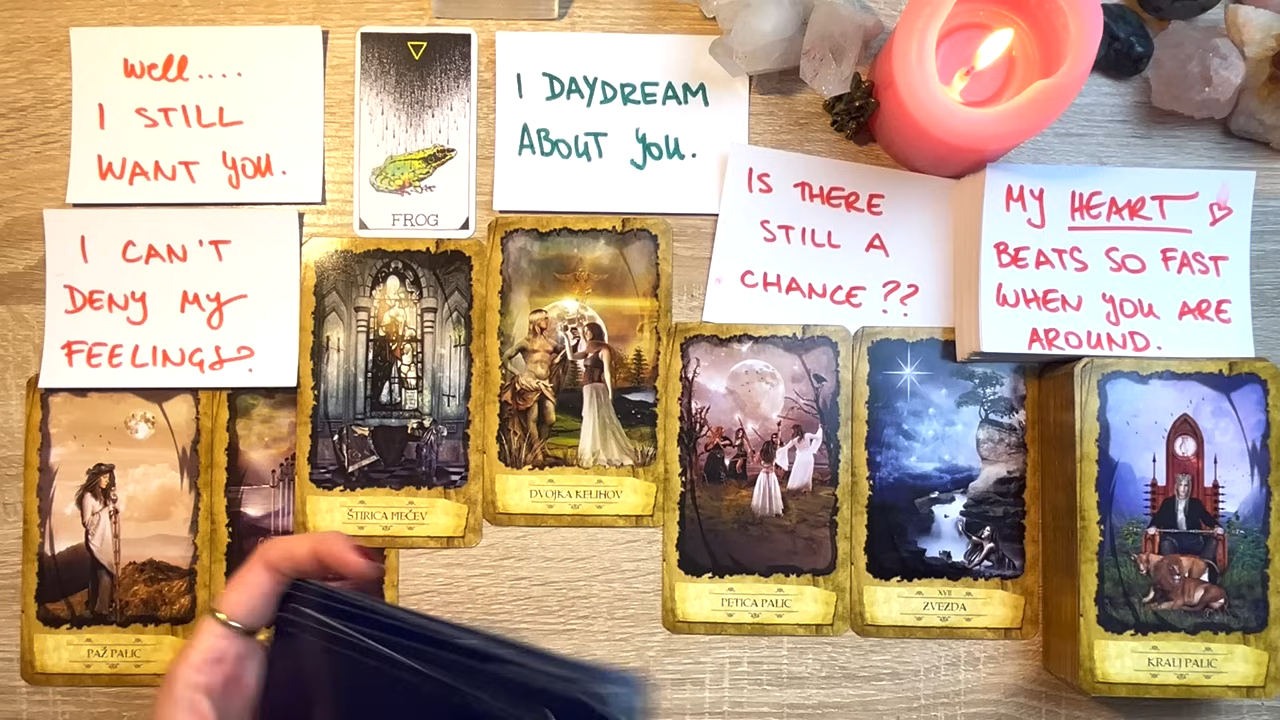 Well....
I STILL
WANT YOU.
FROG
I DAYDREAM
ABOUT YOU.
I CAN'T
DENY MY
FEELINGS.
IS THERE
STILL A
CHANCE??
MY HEART
BEATS SO FAST
WHEN YOU ARE
AROUND.
PAŽ PALIC
ŠTIRICA MEČEV
DVOJKA KELIHOV
PETICA PALIC
XVII
ZVEZDA
KRALJ PALIC